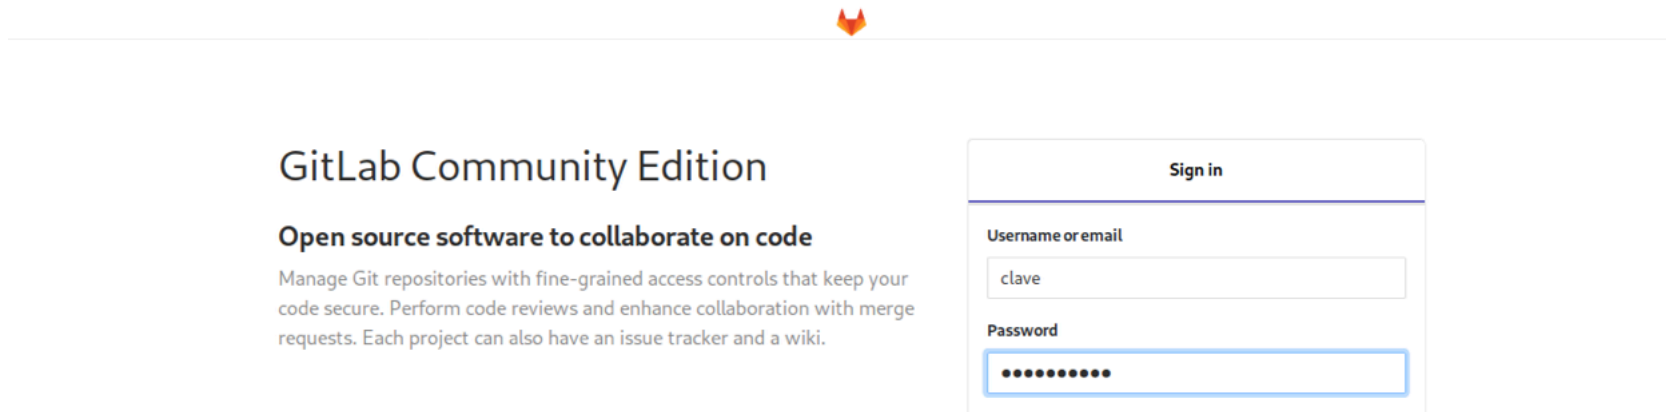 GitLab Community Edition
Open source software to collaborate on code
Manage Git repositories with fine-grained access controls that keep your
code secure. Perform code reviews and enhance collaboration with merge
requests. Each project can also have an issue tracker and a wiki.
Sign in
Username or email
clave
Password
••••••••••